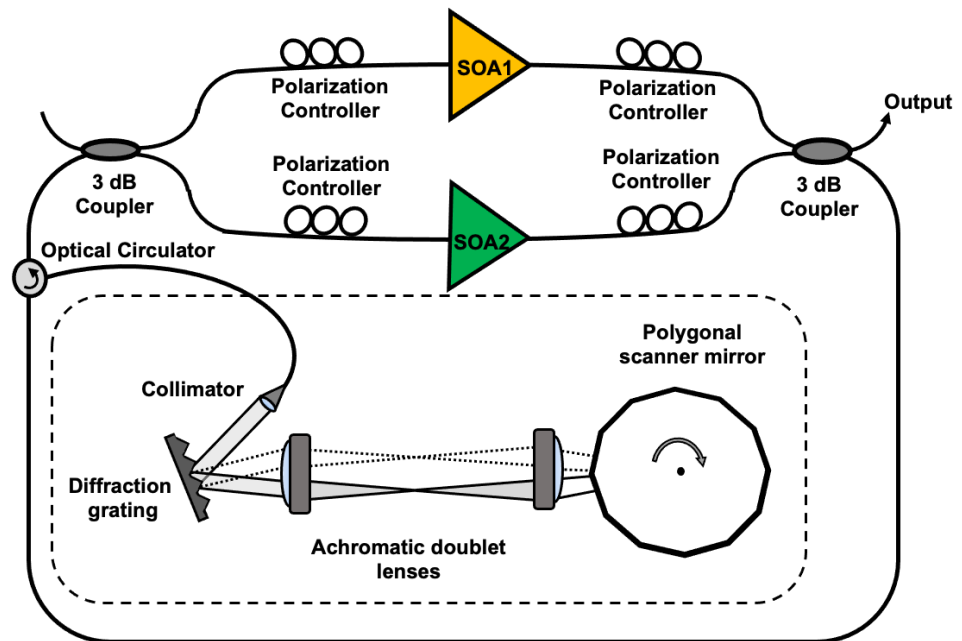 SOA1
Polarization
Controller
Polarization
Controller
Output
Polarization
Controller
Polarization
Controller
3 dB
Coupler
SOA2
3 dB
Coupler
Optical Circulator
Polygonal
scanner mirror
Collimator
Diffraction
grating
Achromatic doublet
lenses